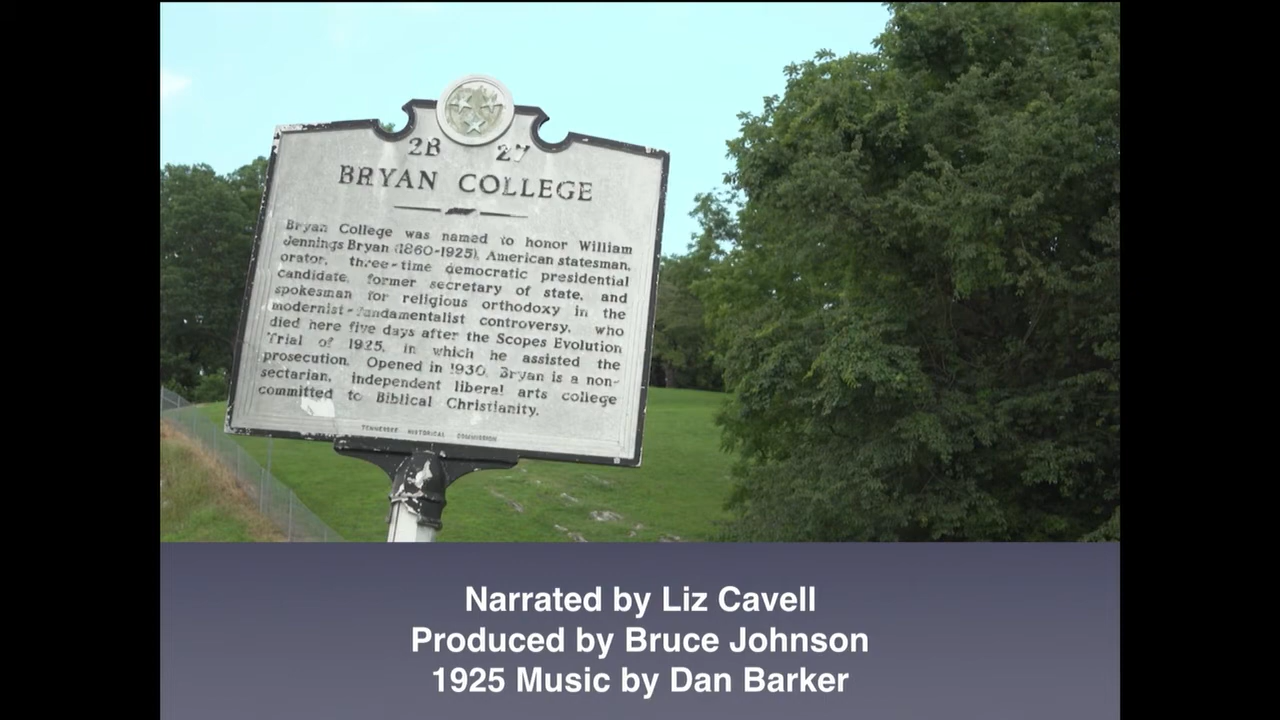 2B 27
BRYAN COLLEGE
Bryan College was named to honor William
Jennings Bryan (1860-1925), American statesman,
orator, three-time democratic presidential
candidate, former secretary of state, and
spokesman for religious orthodoxy in the
modernist-fundamentalist controversy, who
died here five days after the Scopes Evolution
Trial of 1925, in which he assisted the
prosecution. Opened in 1930, Bryan is a non-
sectarian, independent liberal arts college
committed to Biblical Christianity.
TENNESSEE HISTORICAL COMMISSION
Narrated by Liz Cavell
Produced by Bruce Johnson
1925 Music by Dan Barker